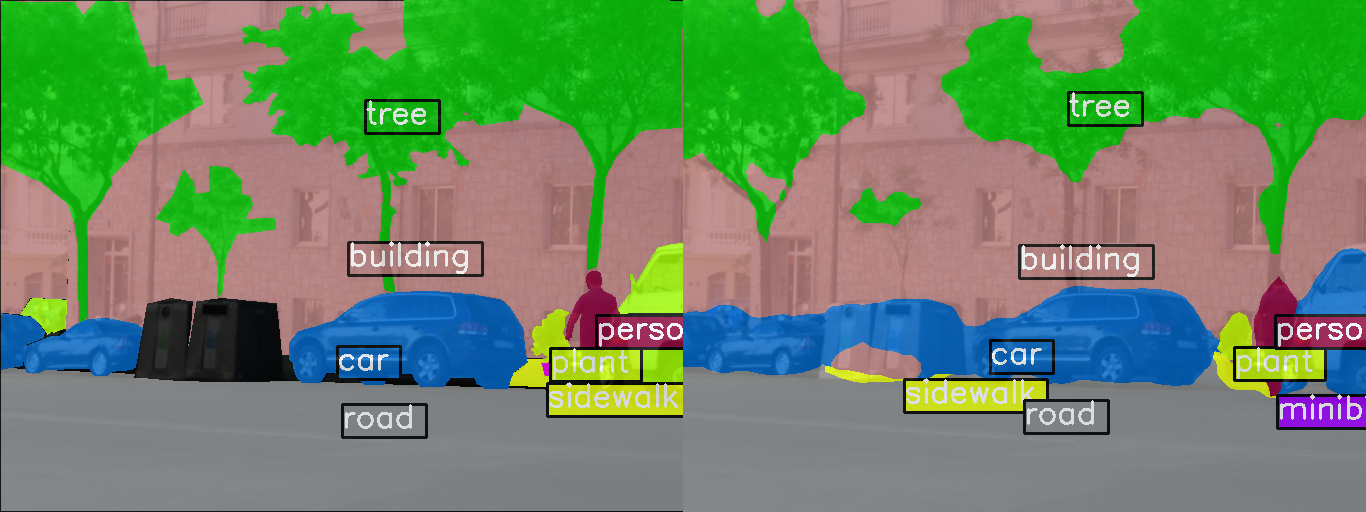 tree
building
perso
car
plant
sidewalk
road
tree
building
perso
car
plant
sidewalk
road
minib